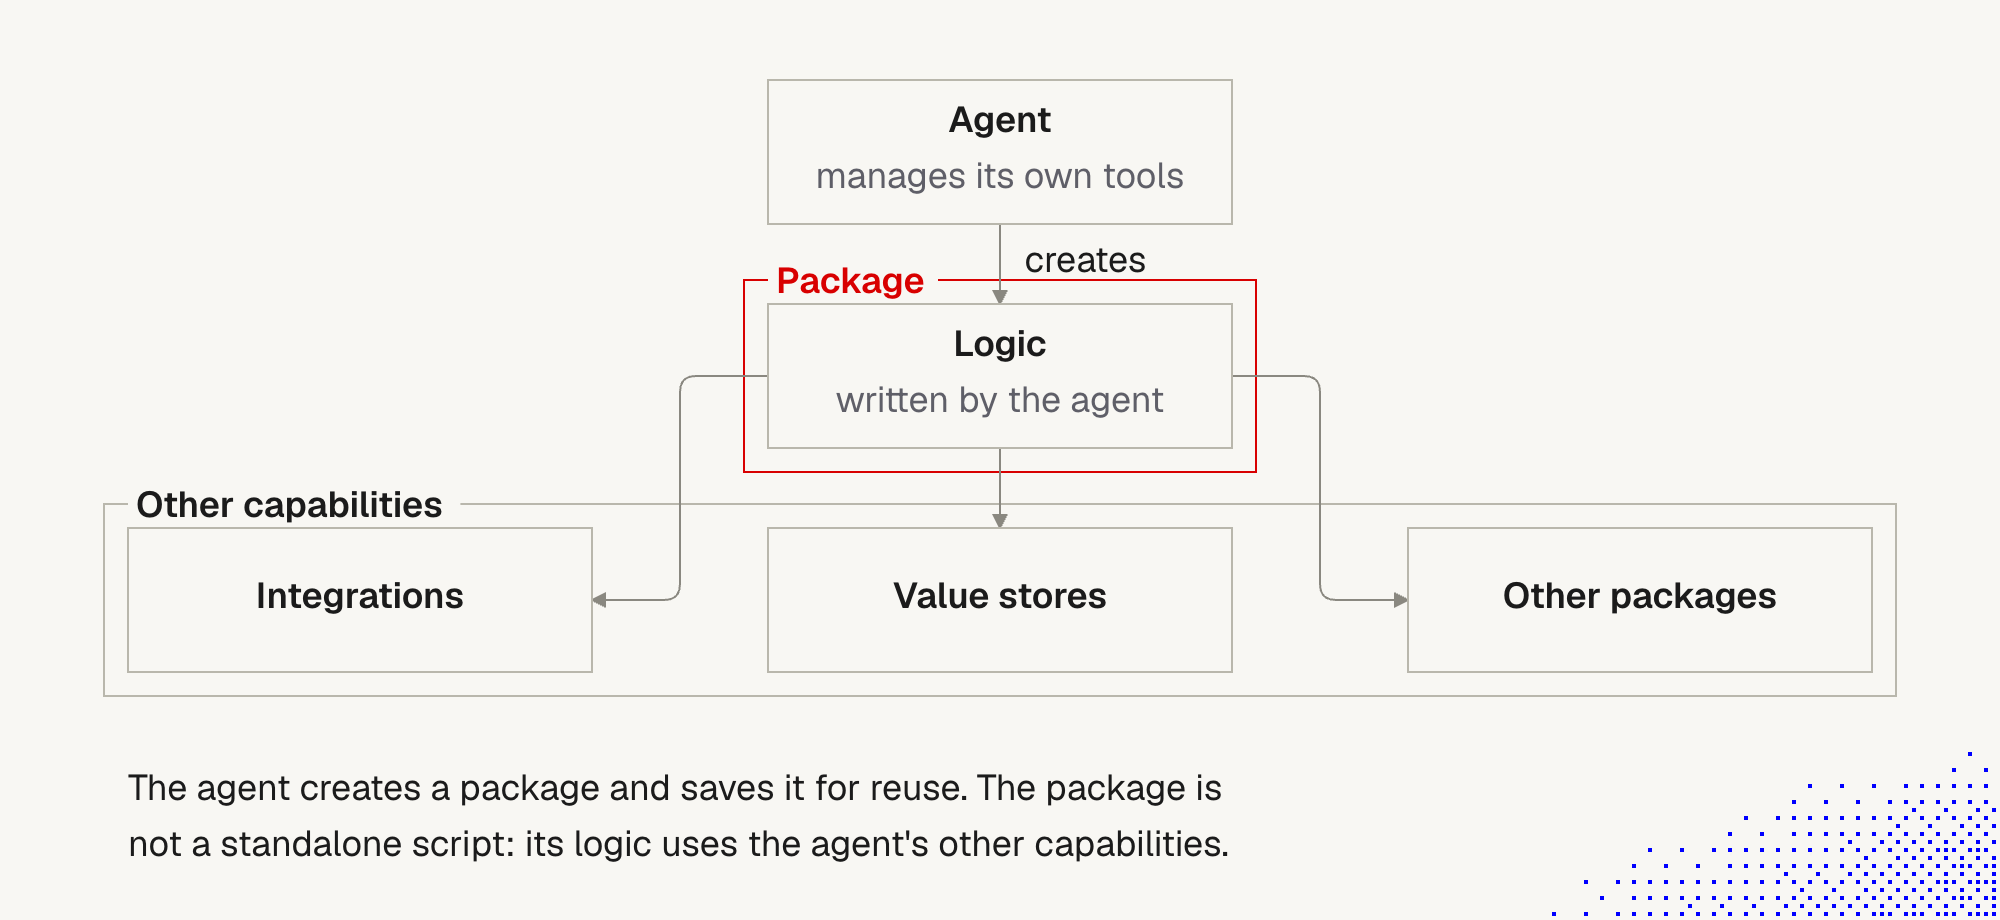 Agent
manages its own tools
creates
Package
Logic
written by the agent
Other capabilities
Integrations
Value stores
Other packages
The agent creates a package and saves it for reuse. The package is
not a standalone script: its logic uses the agent's other capabilities.